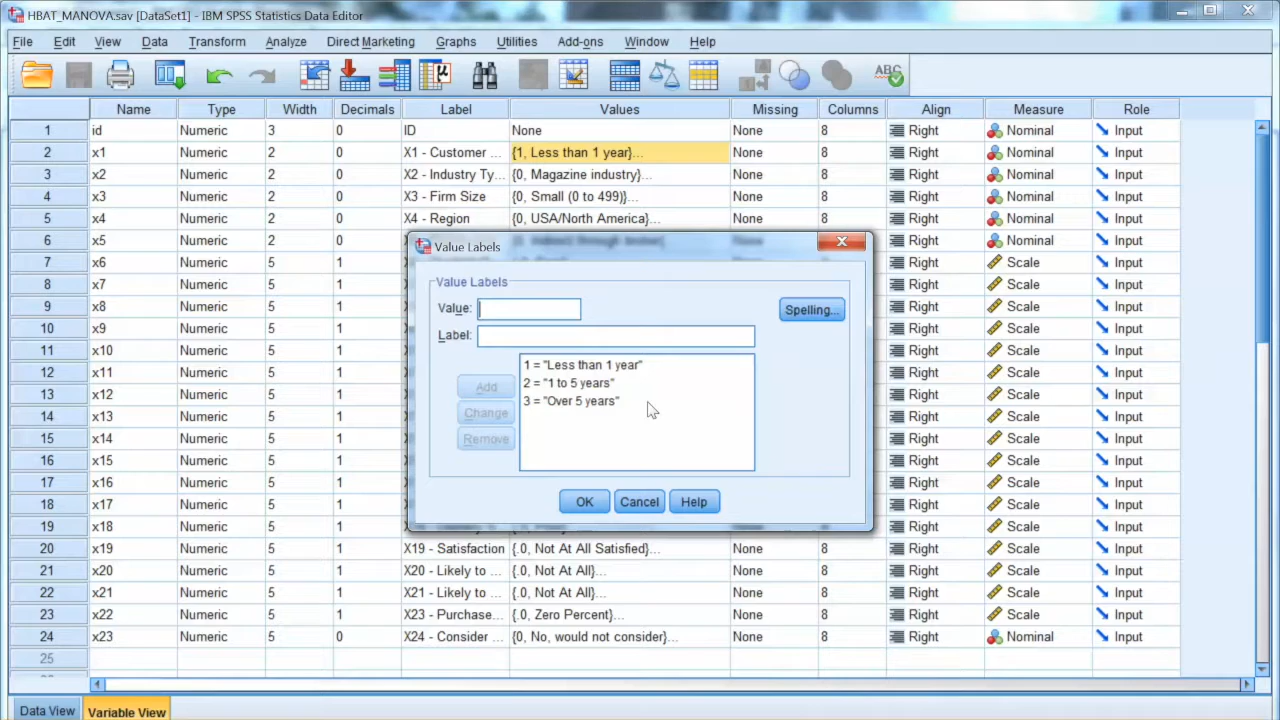 HBAT_MANOVA.sav [DataSet1] - IBM SPSS Statistics Data Editor
File Edit View Data Transform Analyze Direct Marketing Graphs Utilities Add-ons Window Help
ABC
Name Type Width Decimals Label Values Missing Columns Align Measure Role
1 id Numeric 3 0 ID None None 8 Right Nominal Input
2 x1 Numeric 2 0 X1 - Customer ... {1, Less than 1 year}... None 8 Right Nominal Input
3 x2 Numeric 2 0 X2 - Industry Ty... {0, Magazine industry}... None 8 Right Nominal Input
4 x3 Numeric 2 0 X3 - Firm Size {0, Small (0 to 499)}... None 8 Right Nominal Input
5 x4 Numeric 2 0 X4 - Region {0, USA/North America}... None 8 Right Nominal Input
6 x5 Numeric 2 0 8 Right Nominal Input
7 x6 Numeric 5 1 Right Scale Input
8 x7 Numeric 5 1 Right Scale Input
9 x8 Numeric 5 1 Right Scale Input
10 x9 Numeric 5 1 Right Scale Input
11 x10 Numeric 5 1 Right Scale Input
12 x11 Numeric 5 1 Right Scale Input
13 x12 Numeric 5 1 Right Scale Input
14 x13 Numeric 5 1 Right Scale Input
15 x14 Numeric 5 1 Right Scale Input
16 x15 Numeric 5 1 Right Scale Input
17 x16 Numeric 5 1 Right Scale Input
18 x17 Numeric 5 1 Right Scale Input
19 x18 Numeric 5 1 Right Scale Input
20 x19 Numeric 5 1 X19 - Satisfaction {.0, Not At All Satisfied}... None 8 Right Scale Input
21 x20 Numeric 5 1 X20 - Likely to ... {.0, Not At All}... None 8 Right Scale Input
22 x21 Numeric 5 1 X21 - Likely to ... {.0, Not At All}... None 8 Right Scale Input
23 x22 Numeric 5 1 X23 - Purchase... {.0, Zero Percent}... None 8 Right Scale Input
24 x23 Numeric 5 0 X24 - Consider ... {0, No, would not consider}... None 8 Right Nominal Input
25
Value Labels
Value Labels
Value: Spelling...
Label:
1 = "Less than 1 year"
2 = "1 to 5 years"
3 = "Over 5 years"
Add
Change
Remove
OK Cancel Help
Data View Variable View